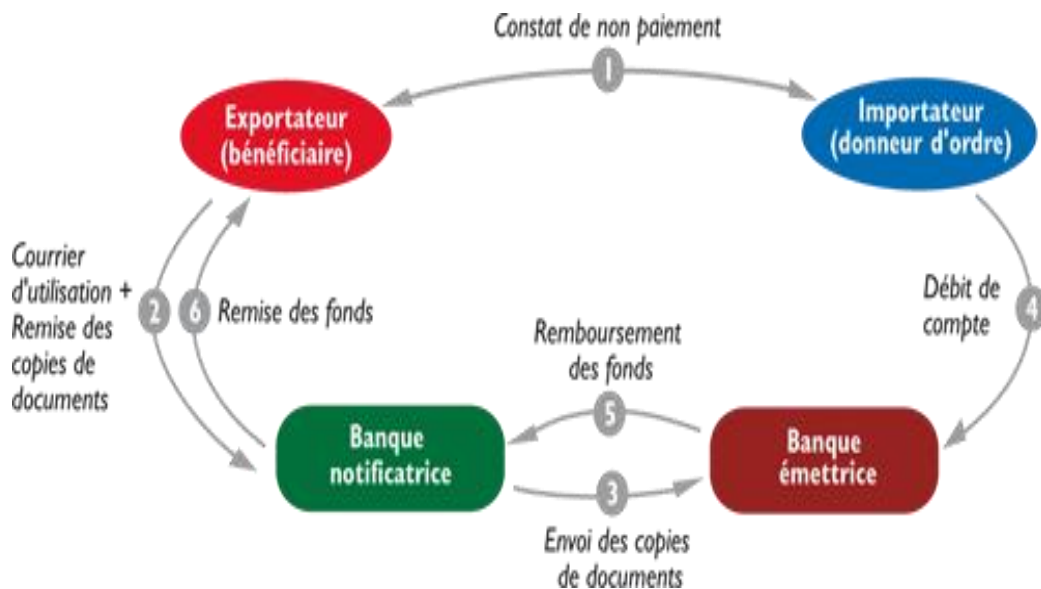 Constat de non paiement
1
Exportateur
(bénéficiaire)
Importateur
(donneur d'ordre)
Courrier
d'utilisation +
Remise des
copies de
documents
2
6
Remise des fonds
Débit de
compte
4
Remboursement
des fonds
5
Banque
notificatrice
Banque
émettrice
3
Envoi des copies
de documents